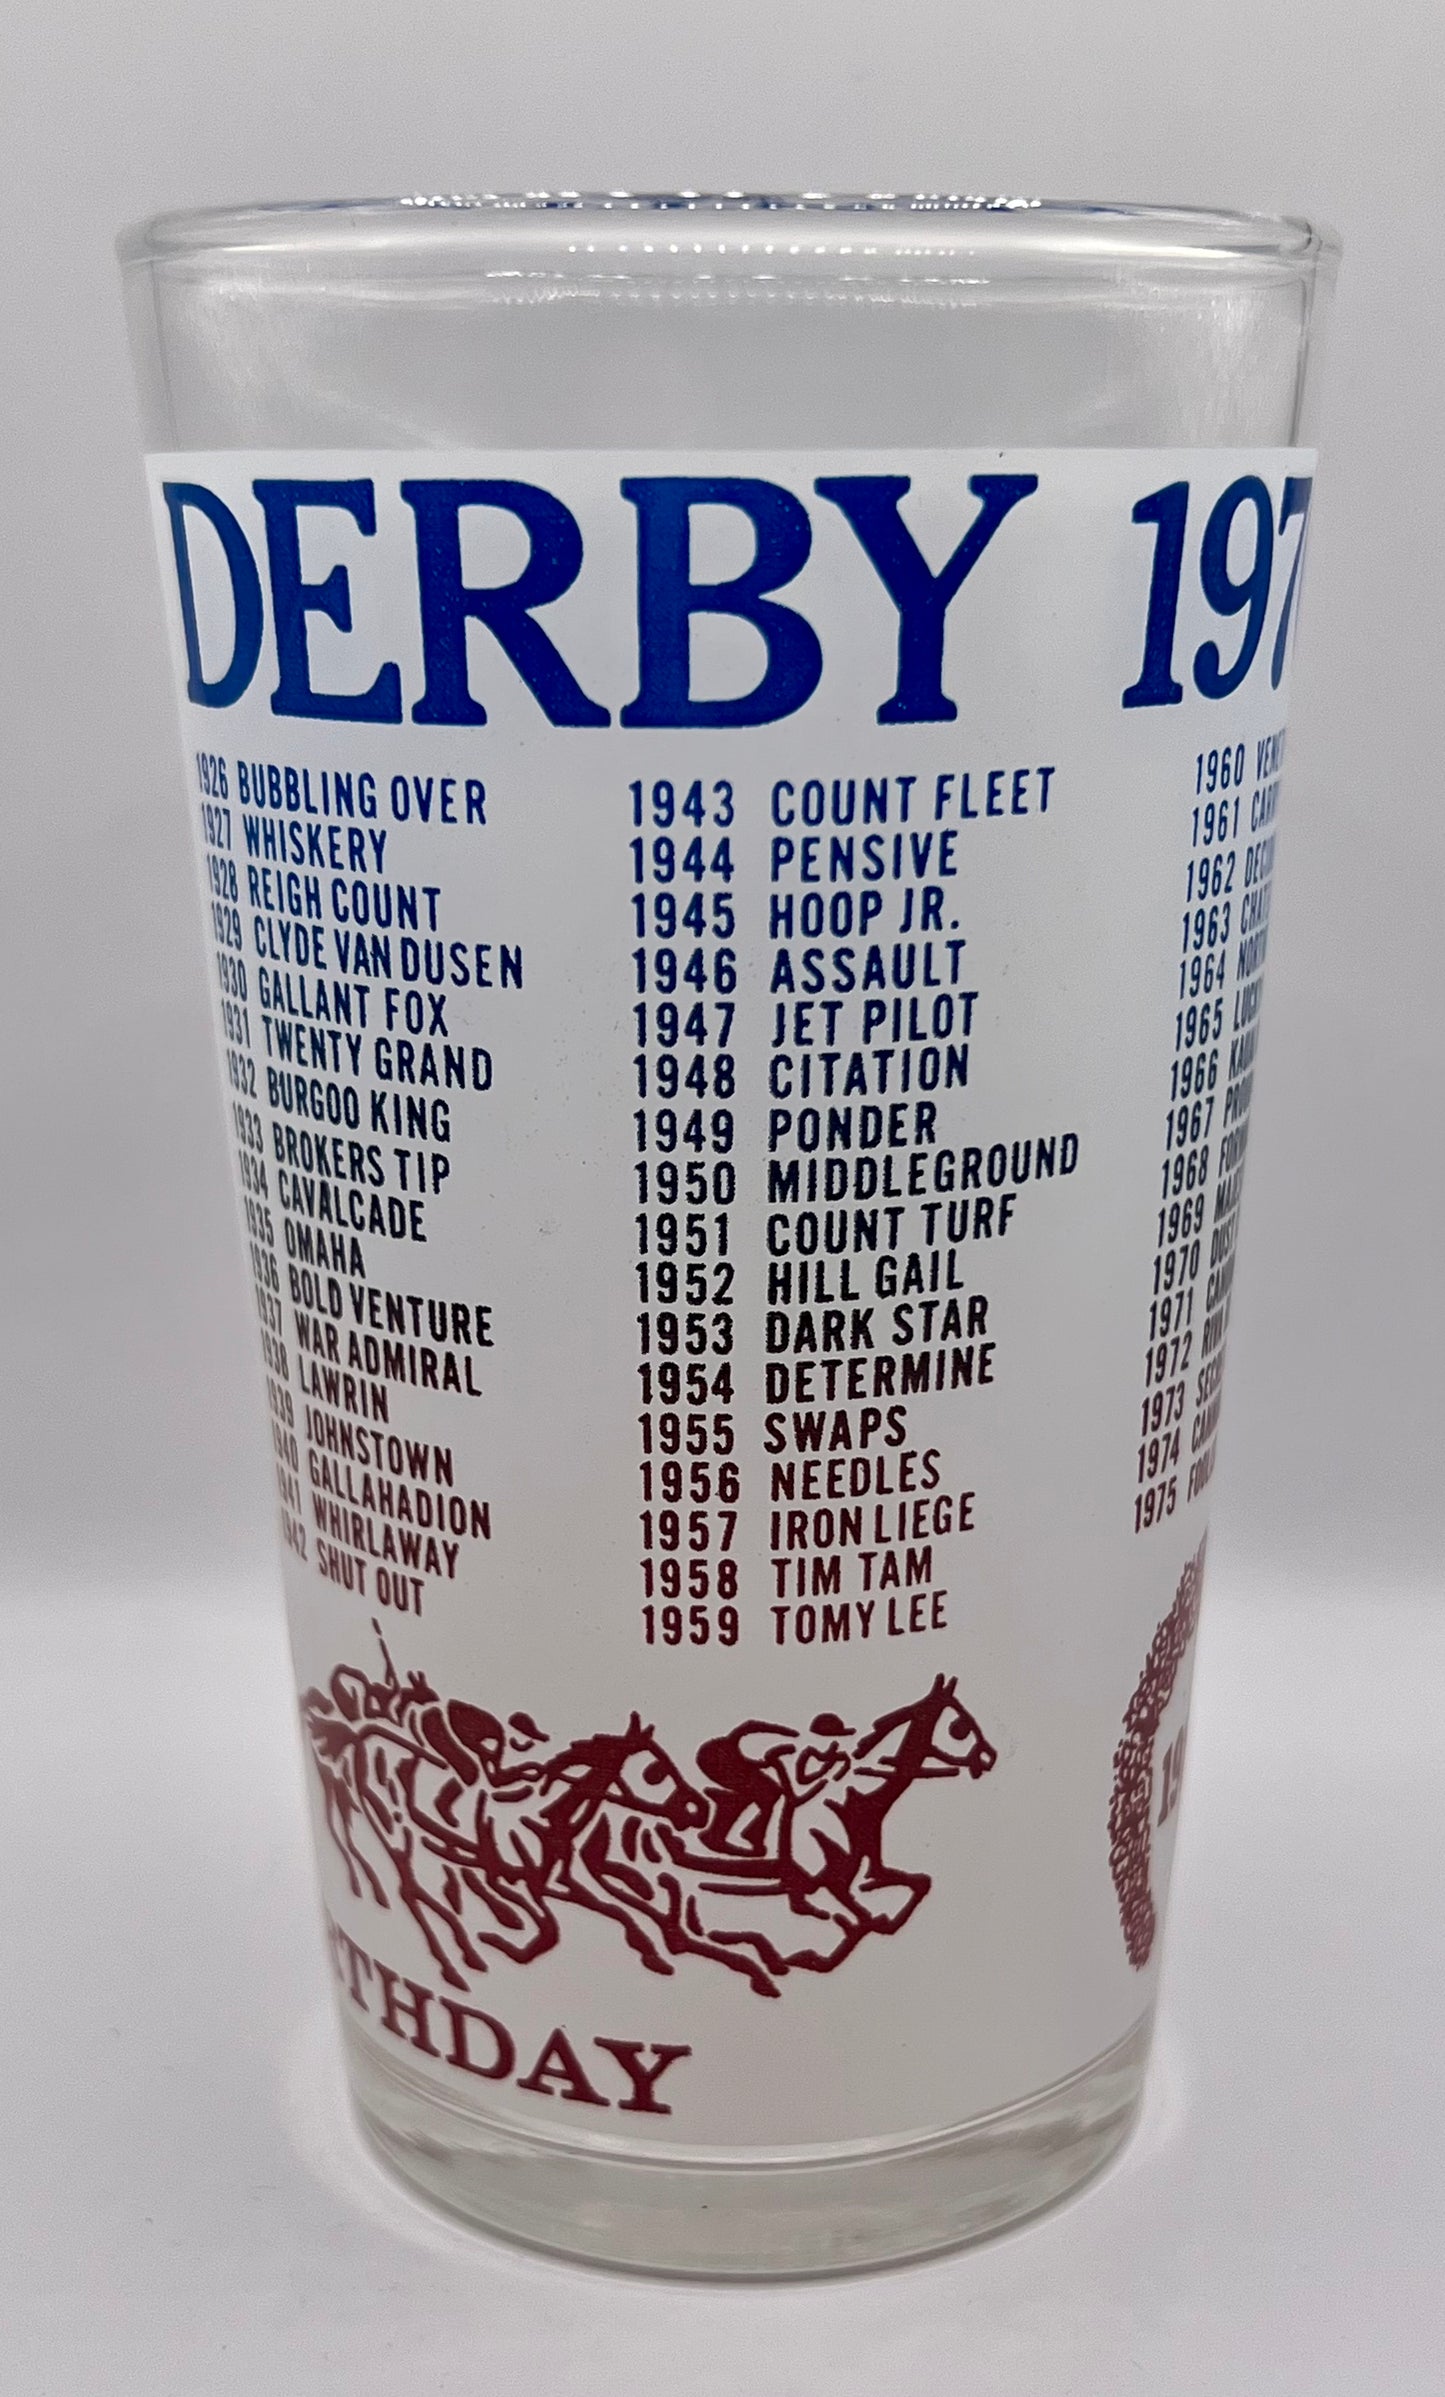 DERBY 197
1926 BUBBLING OVER
1927 WHISKERY
1928 REIGH COUNT
1929 CLYDE VAN DUSEN
1930 GALLANT FOX
1931 TWENTY GRAND
1932 BURGOO KING
1933 BROKERS TIP
1934 CAVALCADE
1935 OMAHA
1936 BOLD VENTURE
1937 WAR ADMIRAL
1938 LAWRIN
1939 JOHNSTOWN
1940 GALLAHADION
1941 WHIRLAWAY
1942 SHUT OUT
1943 COUNT FLEET
1944 PENSIVE
1945 HOOP JR.
1946 ASSAULT
1947 JET PILOT
1948 CITATION
1949 PONDER
1950 MIDDLEGROUND
1951 COUNT TURF
1952 HILL GAIL
1953 DARK STAR
1954 DETERMINE
1955 SWAPS
1956 NEEDLES
1957 IRON LIEGE
1958 TIM TAM
1959 TOMY LEE
1960
1961
1962
1963
1964
1965
1966
1967
1968
1969
1970
1971
1972
1973
1974
1975
RTHDAY